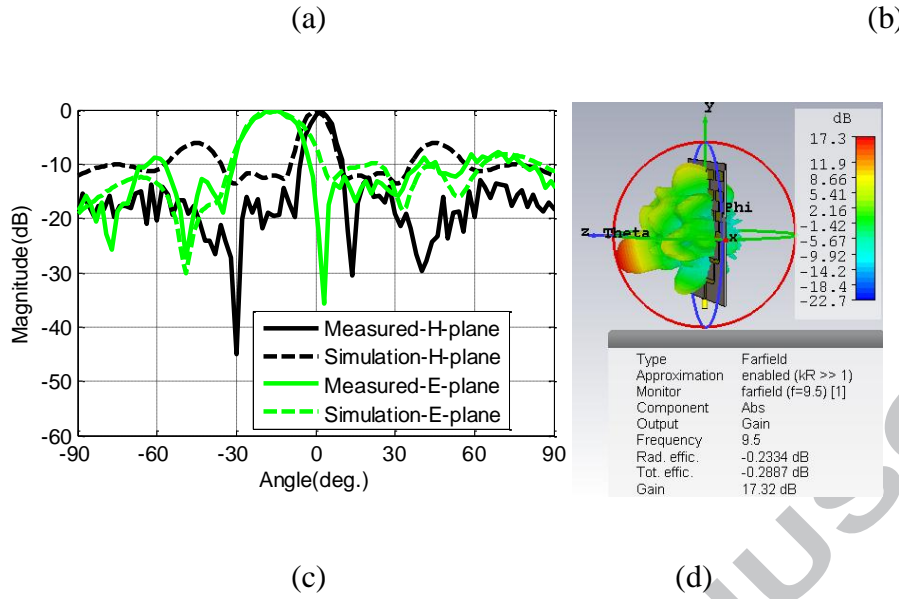 (a)
(b)
0
-10
-20
-30
-40
-50
-60
Magnitude(dB)
-90
-60
-30
0
30
60
90
Angle(deg.)
Measured-H-plane
Simulation-H-plane
Measured-E-plane
Simulation-E-plane
Y
Phi
z
Theta
x
dB
17.3
11.9
8.66
5.41
2.16
-1.42
-5.67
-9.92
-14.2
-18.4
-22.7
Type Farfield
Approximation enabled (kR >> 1)
Monitor farfield (f=9.5) [1]
Component Abs
Output Gain
Frequency 9.5
Rad. effic. -0.2334 dB
Tot. effic. -0.2887 dB
Gain 17.32 dB
(c)
(d)